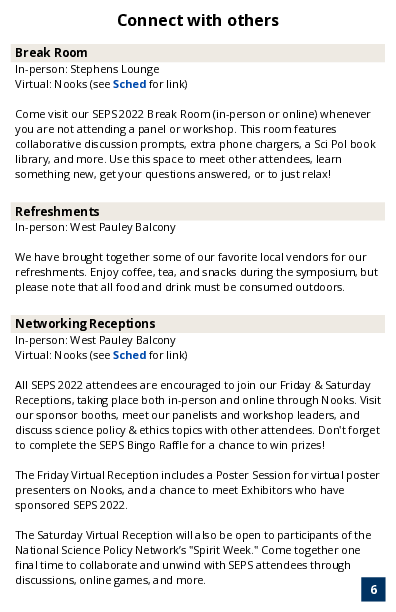 Connect with others
Break Room
In-person: Stephens Lounge
Virtual: Nooks (see Sched for link)
Come visit our SEPS 2022 Break Room (in-person or online) whenever
you are not attending a panel or workshop. This room features
collaborative discussion prompts, extra phone chargers, a Sci Pol book
library, and more. Use this space to meet other attendees, learn
something new, get your questions answered, or to just relax!
Refreshments
In-person: West Pauley Balcony
We have brought together some of our favorite local vendors for our
refreshments. Enjoy coffee, tea, and snacks during the symposium, but
please note that all food and drink must be consumed outdoors.
Networking Receptions
In-person: West Pauley Balcony
Virtual: Nooks (see Sched for link)
All SEPS 2022 attendees are encouraged to join our Friday & Saturday
Receptions, taking place both in-person and online through Nooks. Visit
our sponsor booths, meet our panelists and workshop leaders, and
discuss science policy & ethics topics with other attendees. Don't forget
to complete the SEPS Bingo Raffle for a chance to win prizes!
The Friday Virtual Reception includes a Poster Session for virtual poster
presenters on Nooks, and a chance to meet Exhibitors who have
sponsored SEPS 2022.
The Saturday Virtual Reception will also be open to participants of the
National Science Policy Network's "Spirit Week." Come together one
final time to collaborate and unwind with SEPS attendees through
discussions, online games, and more.
6